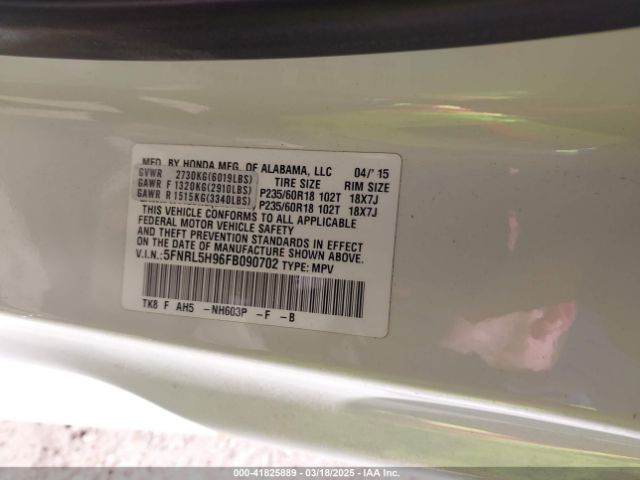 MFD. BY HONDA MFG. OF ALABAMA, LLC 04/'15
GVWR 2730KG(6019LBS) TIRE SIZE RIM SIZE
GAWR F 1320KG(2910LBS) P235/60R18 102T 18X7J
GAWR R 1515KG(3340LBS) P235/60R18 102T 18X7J
THIS VEHICLE CONFORMS TO ALL APPLICABLE
FEDERAL MOTOR VEHICLE SAFETY
AND THEFT PREVENTION STANDARDS IN EFFECT
ON THE DATE OF MANUFACTURE SHOWN ABOVE.
V.I.N.:5FNRL5H96FB090702 TYPE: MPV
TK8 F AH5 -NH603P -F -B
000-41825889 - 03/18/2025 - IAA Inc.